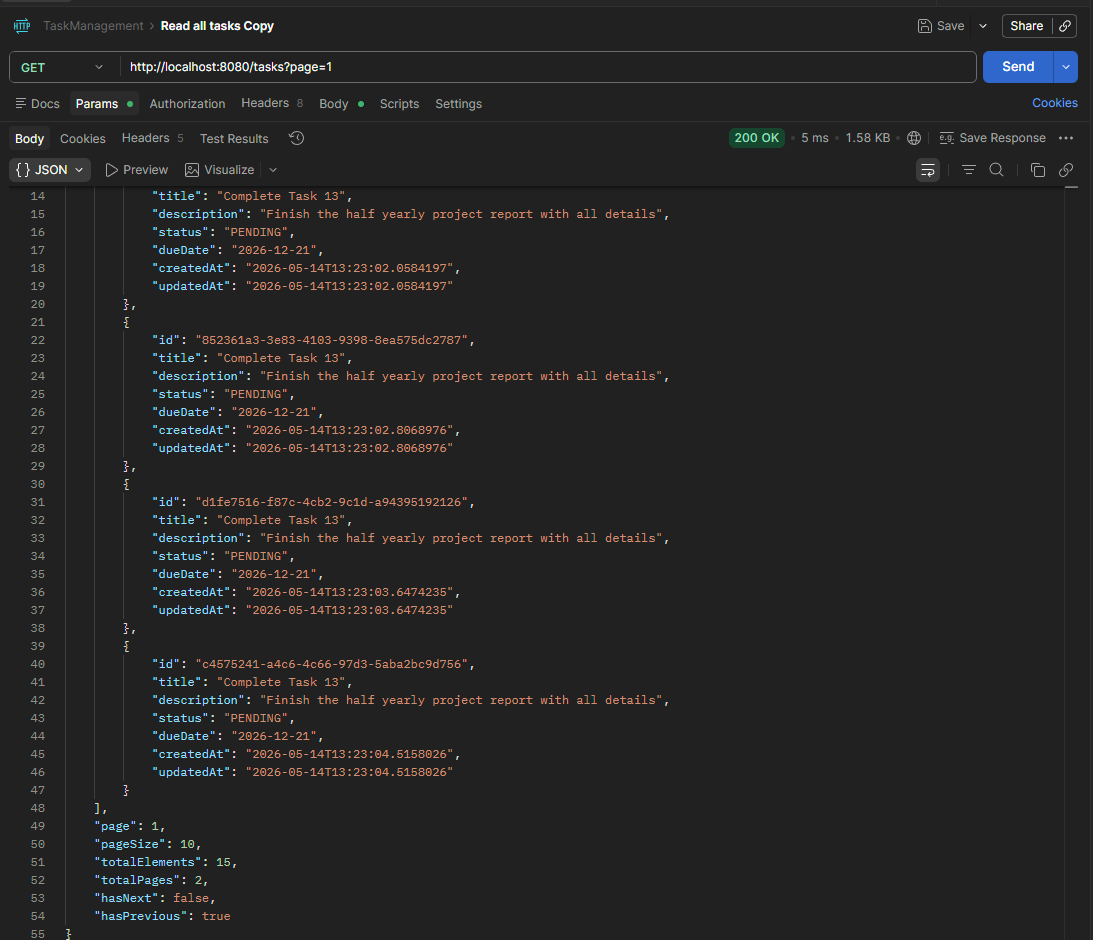 HTTP TaskManagement > Read all tasks Copy Save Share
GET http://localhost:8080/tasks?page=1 Send
Docs Params Authorization Headers 8 Body Scripts Settings Cookies
Body Cookies Headers 5 Test Results 200 OK • 5 ms • 1.58 KB • e.g. Save Response
{} JSON Preview Visualize
14 "title": "Complete Task 13",
15 "description": "Finish the half yearly project report with all details",
16 "status": "PENDING",
17 "dueDate": "2026-12-21",
18 "createdAt": "2026-05-14T13:23:02.0584197",
19 "updatedAt": "2026-05-14T13:23:02.0584197"
20 },
21 {
22 "id": "852361a3-3e83-4103-9398-8ea575dc2787",
23 "title": "Complete Task 13",
24 "description": "Finish the half yearly project report with all details",
25 "status": "PENDING",
26 "dueDate": "2026-12-21",
27 "createdAt": "2026-05-14T13:23:02.8068976",
28 "updatedAt": "2026-05-14T13:23:02.8068976"
29 },
30 {
31 "id": "d1fe7516-f87c-4cb2-9c1d-a94395192126",
32 "title": "Complete Task 13",
33 "description": "Finish the half yearly project report with all details",
34 "status": "PENDING",
35 "dueDate": "2026-12-21",
36 "createdAt": "2026-05-14T13:23:03.6474235",
37 "updatedAt": "2026-05-14T13:23:03.6474235"
38 },
39 {
40 "id": "c4575241-a4c6-4c66-97d3-5aba2bc9d756",
41 "title": "Complete Task 13",
42 "description": "Finish the half yearly project report with all details",
43 "status": "PENDING",
44 "dueDate": "2026-12-21",
45 "createdAt": "2026-05-14T13:23:04.5158026",
46 "updatedAt": "2026-05-14T13:23:04.5158026"
47 }
48 ],
49 "page": 1,
50 "pageSize": 10,
51 "totalElements": 15,
52 "totalPages": 2,
53 "hasNext": false,
54 "hasPrevious": true
55 }